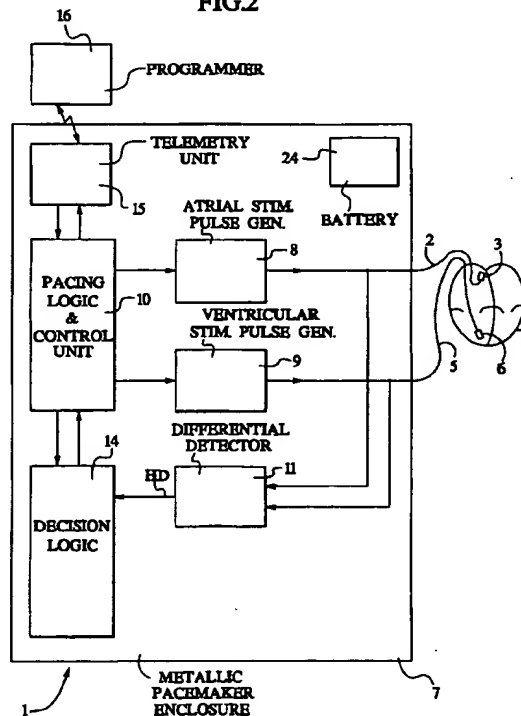 FIG.2
16
PROGRAMMER
TELEMETRY
UNIT
24
15
BATTERY
ATRIAL STIM.
PULSE GEN.
2
3
8
PACING
LOGIC
&
CONTROL
UNIT
10
VENTRICULAR
STIM. PULSE GEN.
5
6
9
DIFFERENTIAL
DETECTOR
14
HD
11
DECISION
LOGIC
METALLIC
PACEMAKER
ENCLOSURE
1
7